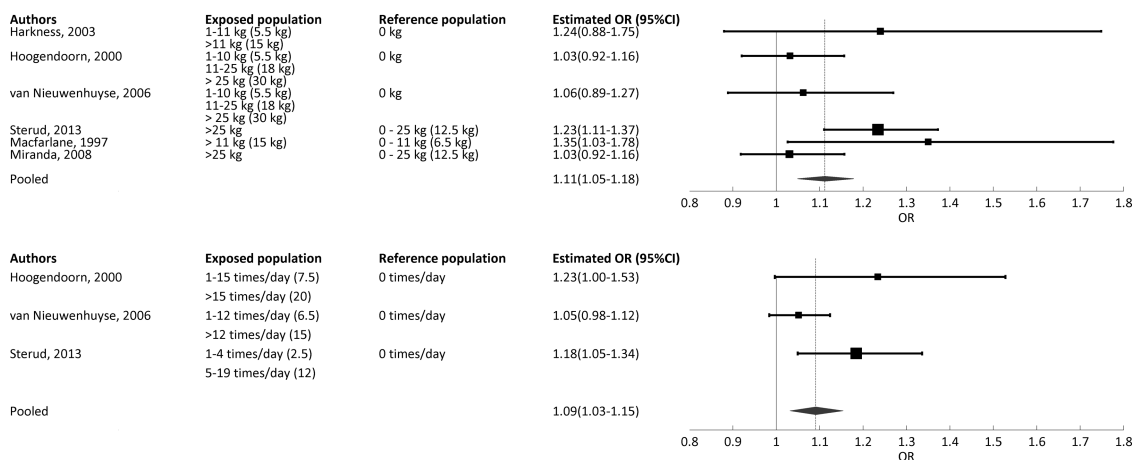 Authors Exposed population Reference population Estimated OR (95%CI)
Harkness, 2003 1-11 kg (5.5 kg) 0 kg 1.24(0.88-1.75)
>11 kg (15 kg)
Hoogendoorn, 2000 1-10 kg (5.5 kg) 0 kg 1.03(0.92-1.16)
11-25 kg (18 kg)
> 25 kg (30 kg)
van Nieuwenhuyse, 2006 1-10 kg (5.5 kg) 0 kg 1.06(0.89-1.27)
11-25 kg (18 kg)
> 25 kg (30 kg)
Sterud, 2013 >25 kg 0 - 25 kg (12.5 kg) 1.23(1.11-1.37)
Macfarlane, 1997 > 11 kg (15 kg) 0 - 11 kg (6.5 kg) 1.35(1.03-1.78)
Miranda, 2008 >25 kg 0 - 25 kg (12.5 kg) 1.03(0.92-1.16)
Pooled 1.11(1.05-1.18)
0.8 0.9 1 1.1 1.2 1.3 1.4 1.5 1.6 1.7 1.8
OR
Authors Exposed population Reference population Estimated OR (95%CI)
Hoogendoorn, 2000 1-15 times/day (7.5) 0 times/day 1.23(1.00-1.53)
>15 times/day (20)
van Nieuwenhuyse, 2006 1-12 times/day (6.5) 0 times/day 1.05(0.98-1.12)
>12 times/day (15)
Sterud, 2013 1-4 times/day (2.5) 0 times/day 1.18(1.05-1.34)
5-19 times/day (12)
Pooled 1.09(1.03-1.15)
0.8 0.9 1 1.1 1.2 1.3 1.4 1.5 1.6 1.7 1.8
OR